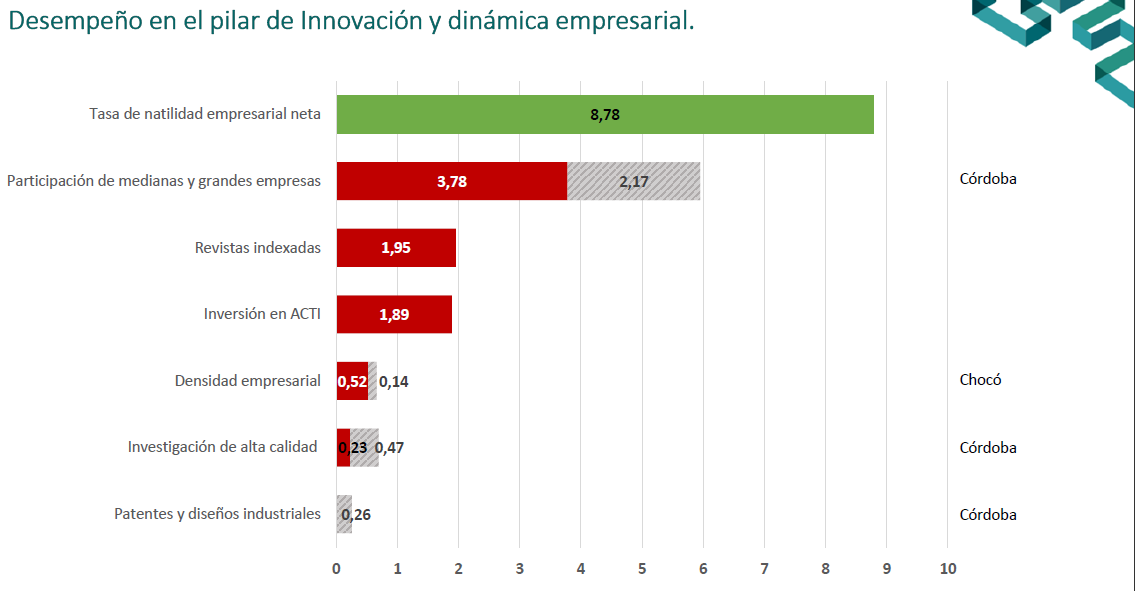 Desempeño en el pilar de Innovación y dinámica empresarial.
Tasa de natilidad empresarial neta
8,78
Participación de medianas y grandes empresas
3,78
2,17
Córdoba
Revistas indexadas
1,95
Inversión en ACTI
1,89
Densidad empresarial
0,52
0,14
Chocó
Investigación de alta calidad
0,23
0,47
Córdoba
Patentes y diseños industriales
0,26
Córdoba
0 1 2 3 4 5 6 7 8 9 10